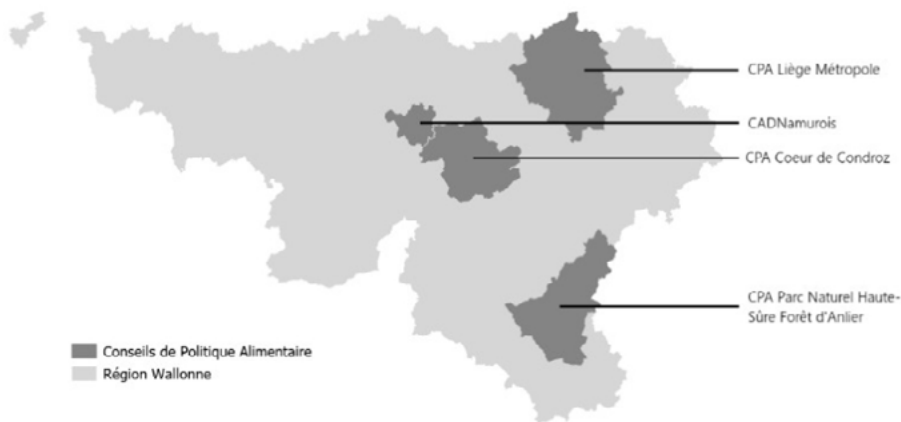 CPA Liège Métropole
CADNamurois
CPA Coeur de Condroz
CPA Parc Naturel Haute-
Sûre Forêt d'Anlier
Conseils de Politique Alimentaire
Région Wallonne